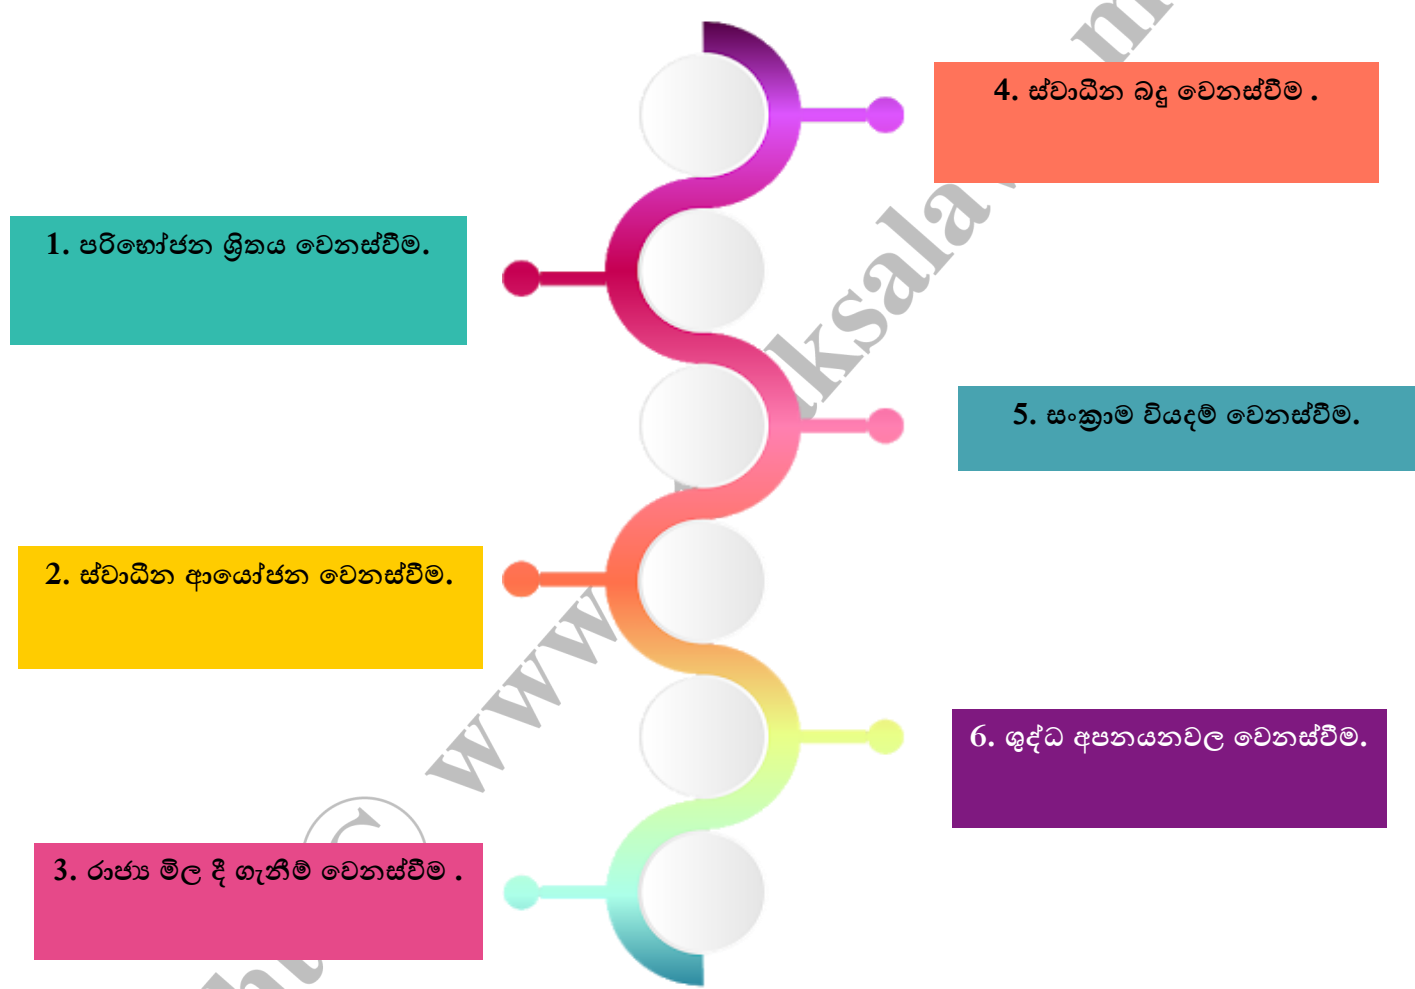 1. පරිභෝජන ශ්‍රිතය වෙනස්වීම.
2. ස්වාධීන ආයෝජන වෙනස්වීම.
3. රාජ්‍ය මිල දී ගැනීම් වෙනස්වීම .
4. ස්වාධීන බදු වෙනස්වීම .
5. සංක්‍රාම වියදම් වෙනස්වීම.
6. ශුද්ධ අපනයනවල වෙනස්වීම.